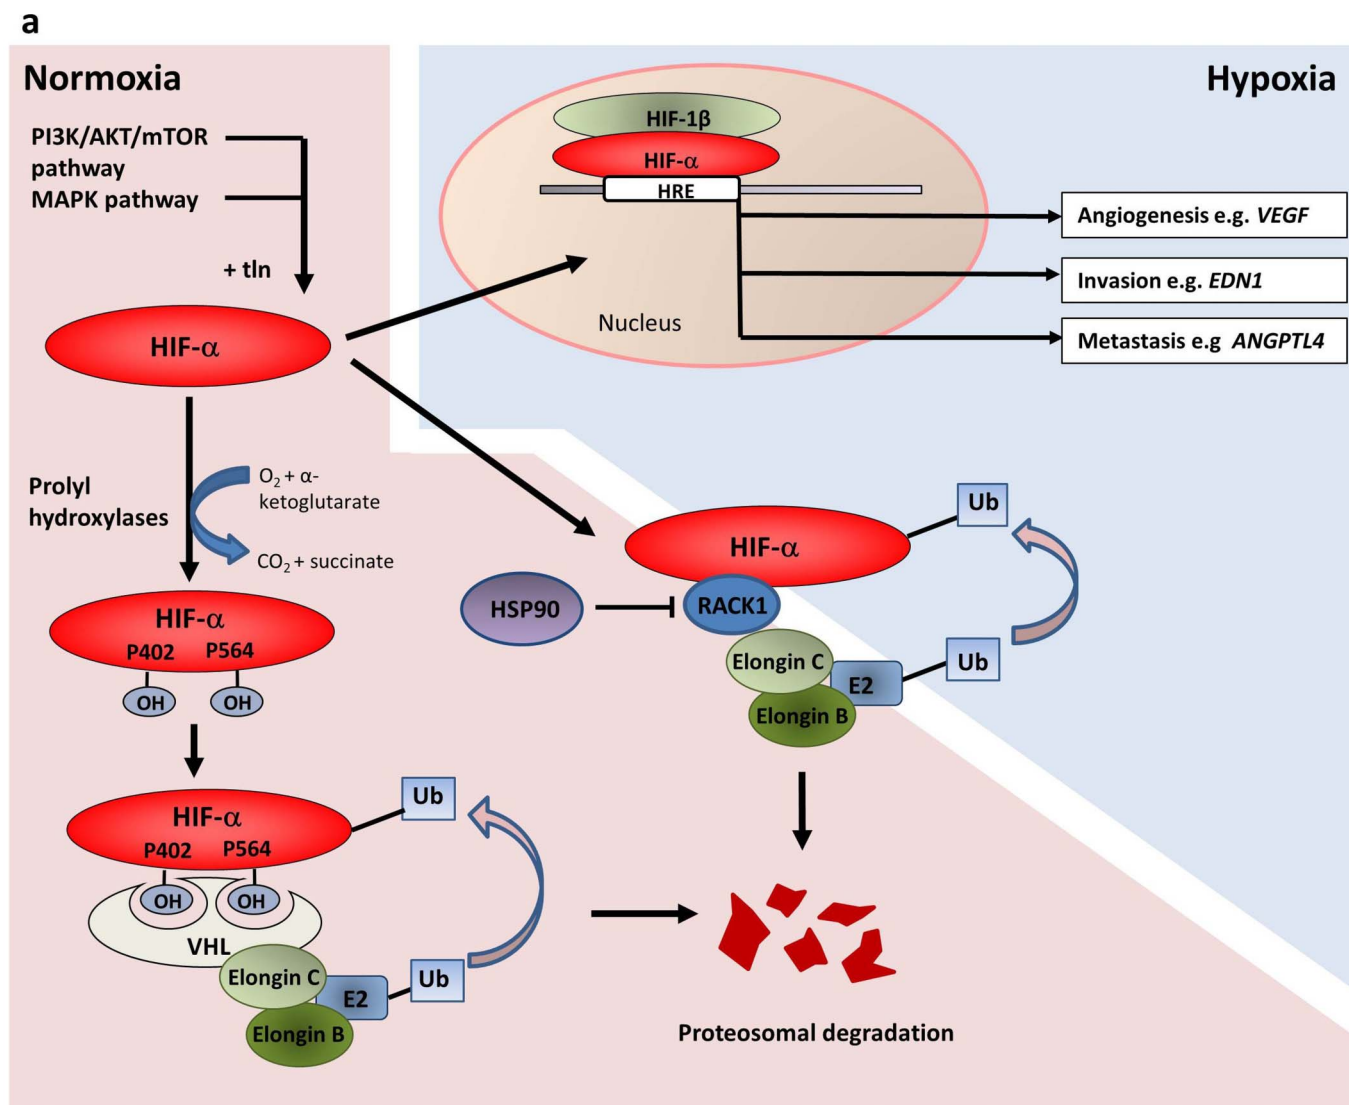 a
Normoxia
Hypoxia
PI3K/AKT/mTOR
pathway
MAPK pathway
+ tln
HIF-α
HIF-1β
HIF-α
HRE
Nucleus
Angiogenesis e.g. VEGF
Invasion e.g. EDN1
Metastasis e.g ANGPTL4
Prolyl
hydroxylases
O₂ + α-
ketoglutarate
CO₂ + succinate
HIF-α
P402 P564
OH OH
HIF-α
Ub
HSP90
RACK1
Elongin C
E2
Ub
Elongin B
HIF-α
P402 P564
OH OH
Ub
VHL
Elongin C
E2
Ub
Elongin B
Proteosomal degradation